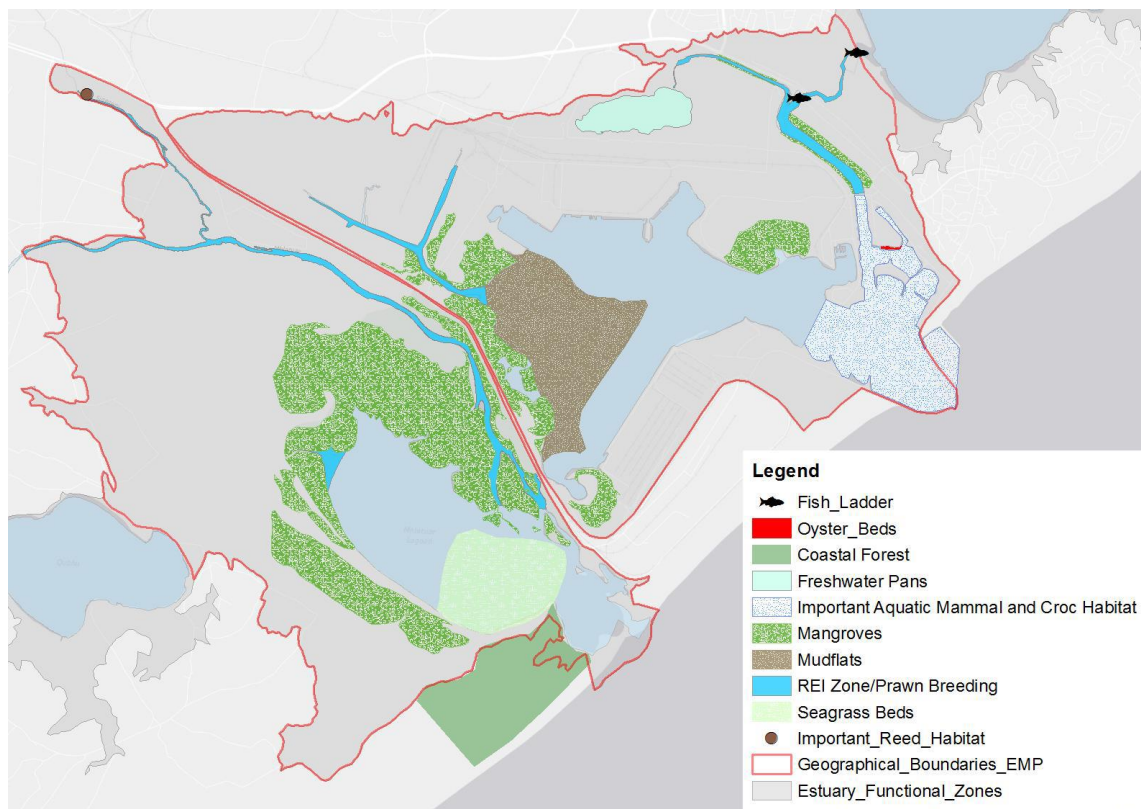 Legend
Fish_Ladder
Oyster_Beds
Coastal Forest
Freshwater Pans
Important Aquatic Mammal and Croc Habitat
Mangroves
Mudflats
REI Zone/Prawn Breeding
Seagrass Beds
Important_Reed_Habitat
Geographical_Boundaries_EMP
Estuary_Functional_Zones